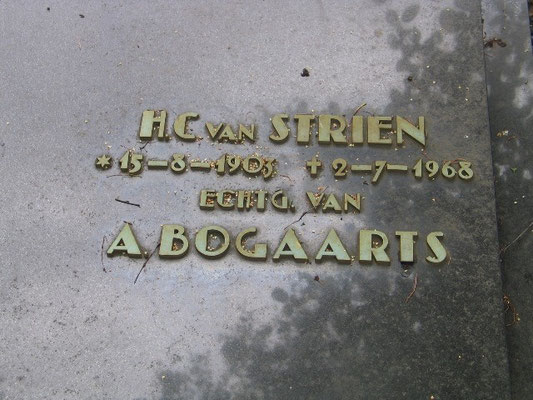 H.C. VAN STRIEN
* 15-8-1903 † 2-7-1968
ECHTG. VAN
A. BOGAARTS